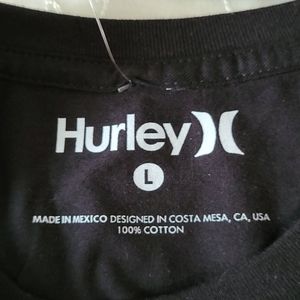 Hurley
L
MADE IN MEXICO DESIGNED IN COSTA MESA, CA, USA
100% COTTON